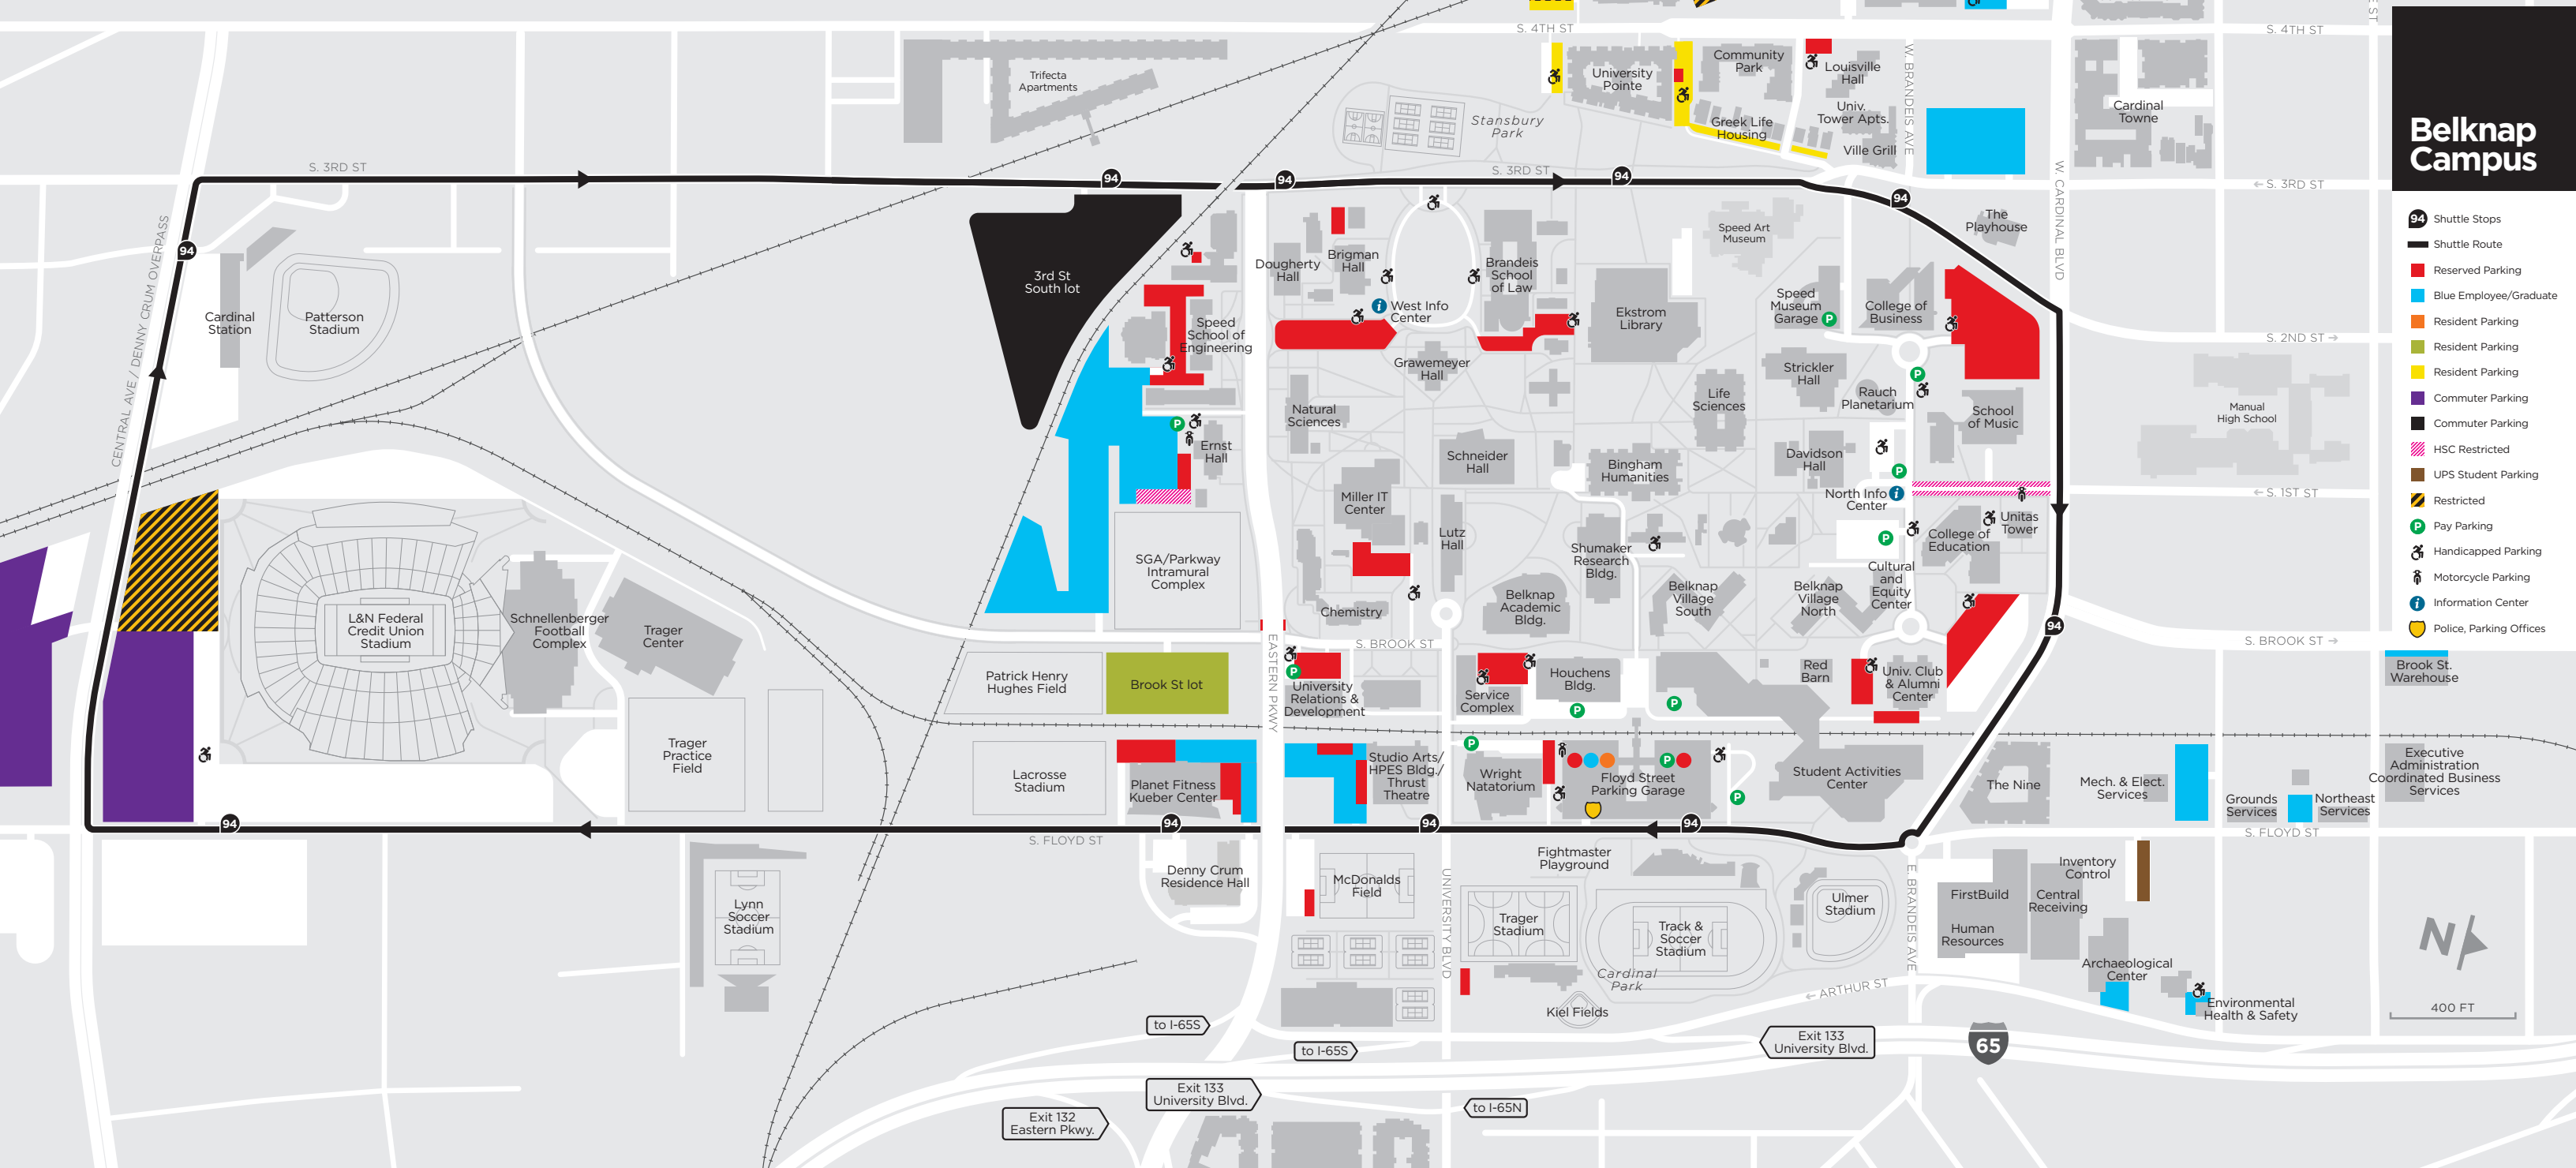 S. 4TH ST
S. 4TH ST
ST
Belknap
Campus
Trifecta
Apartments
University
Pointe
Community
Park
Louisville
Hall
W. BRANDEIS AVE
Cardinal
Towne
Stansbury
Park
Greek Life
Housing
Univ.
Tower Apts.
Ville Grill
S. 3RD ST
S. 3RD ST
← S. 3RD ST
W. CARDINAL BLVD
94
94
94
94
94
CENTRAL AVE / DENNY CRUM OVERPASS
94 Shuttle Stops
Shuttle Route
Reserved Parking
Blue Employee/Graduate
Resident Parking
Resident Parking
Resident Parking
Commuter Parking
Commuter Parking
HSC Restricted
UPS Student Parking
Restricted
P Pay Parking
Handicapped Parking
Motorcycle Parking
i Information Center
Police, Parking Offices
Cardinal
Station
Patterson
Stadium
3rd St
South lot
Speed
School of
Engineering
Dougherty
Hall
Brigman
Hall
i West Info
Center
Brandeis
School
of Law
Ekstrom
Library
Speed Art
Museum
Speed
Museum
Garage P
College of
Business
The
Playhouse
S. 2ND ST →
Grawemeyer
Hall
Strickler
Hall
P
Rauch
Planetarium
Life
Sciences
School
of Music
Manual
High School
Natural
Sciences
P
Ernst
Hall
Schneider
Hall
Bingham
Humanities
Davidson
Hall
P
North Info i
Center
← S. 1ST ST
Miller IT
Center
Lutz
Hall
Unitas
Tower
College of
Education
P
Shumaker
Research
Bldg.
SGA/Parkway
Intramural
Complex
Cultural
and
Equity
Center
Belknap
Village
South
Belknap
Village
North
Belknap
Academic
Bldg.
Chemistry
94
L&N Federal
Credit Union
Stadium
Schnellenberger
Football
Complex
Trager
Center
S. BROOK ST
S. BROOK ST →
EASTERN PKWY
Patrick Henry
Hughes Field
Brook St lot
P
University
Relations &
Development
Service
Complex
Houchens
Bldg.
P
P
Red
Barn
Univ. Club
& Alumni
Center
Brook St.
Warehouse
Trager
Practice
Field
Lacrosse
Stadium
Planet Fitness
Kueber Center
Studio Arts/
HPES Bldg./
Thrust
Theatre
P
Wright
Natatorium
P
Floyd Street
Parking Garage
P
Student Activities
Center
The Nine
Mech. & Elect.
Services
Grounds
Services
Northeast
Services
Executive
Administration
Coordinated Business
Services
94
94
94
94
S. FLOYD ST
S. FLOYD ST
Denny Crum
Residence Hall
McDonalds
Field
UNIVERSITY BLVD
Fightmaster
Playground
Trager
Stadium
Track &
Soccer
Stadium
Ulmer
Stadium
E. BRANDEIS AVE
FirstBuild
Human
Resources
Central
Receiving
Inventory
Control
Lynn
Soccer
Stadium
Cardinal
Park
Kiel Fields
← ARTHUR ST
Archaeological
Center
Environmental
Health & Safety
N
400 FT
to I-65S
to I-65S
Exit 133
University Blvd.
65
Exit 133
University Blvd.
Exit 132
Eastern Pkwy.
to I-65N